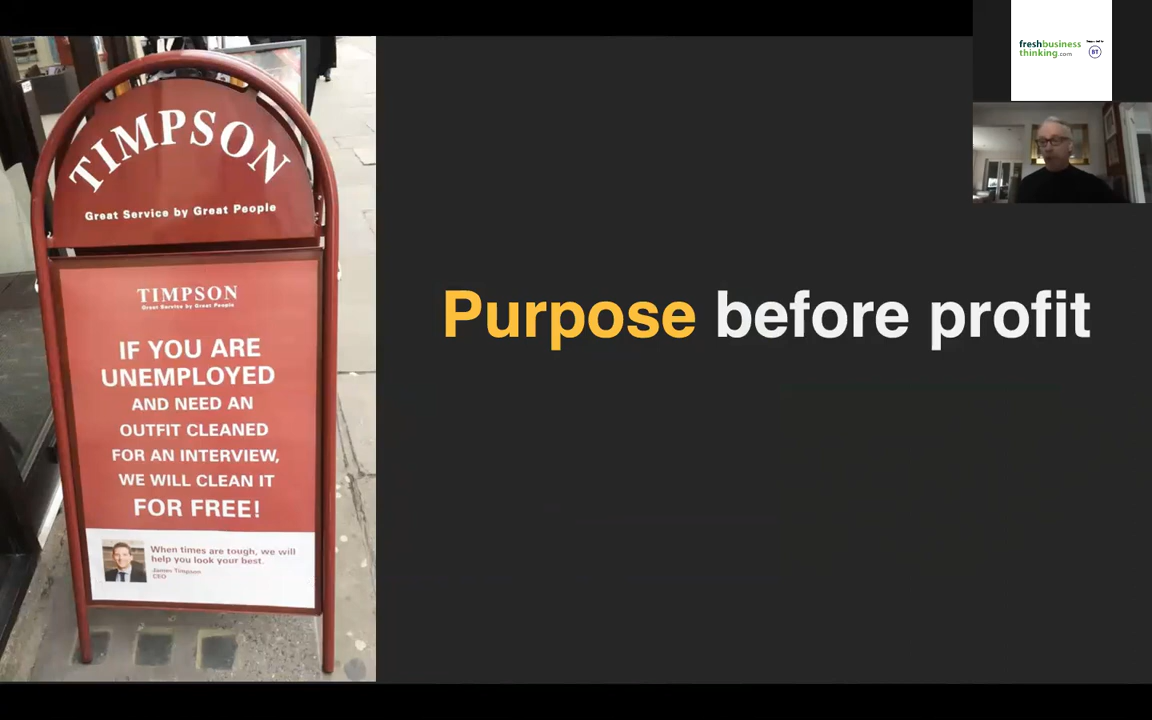 TIMPSON
Great Service by Great People
TIMPSON
Great Service by Great People
IF YOU ARE
UNEMPLOYED
AND NEED AN
OUTFIT CLEANED
FOR AN INTERVIEW,
WE WILL CLEAN IT
FOR FREE!
When times are tough, we will
help you look your best.
James Timpson
CEO
Purpose before profit
freshbusiness
thinking.com
BT